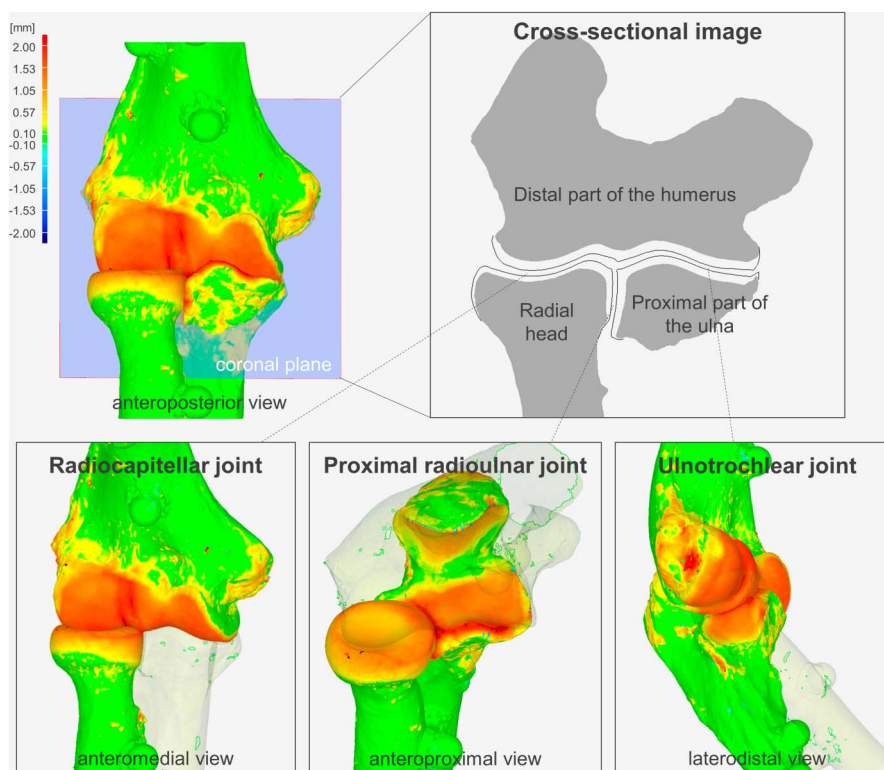 [mm]
2.00
1.53
1.05
0.57
0.10
-0.10
-0.57
-1.05
-1.53
-2.00
coronal plane
anteroposterior view
Cross-sectional image
Distal part of the humerus
Radial
head
Proximal part of
the ulna
Radiocapitellar joint
anteromedial view
Proximal radioulnar joint
anteroproximal view
Ulnotrochlear joint
laterodistal view